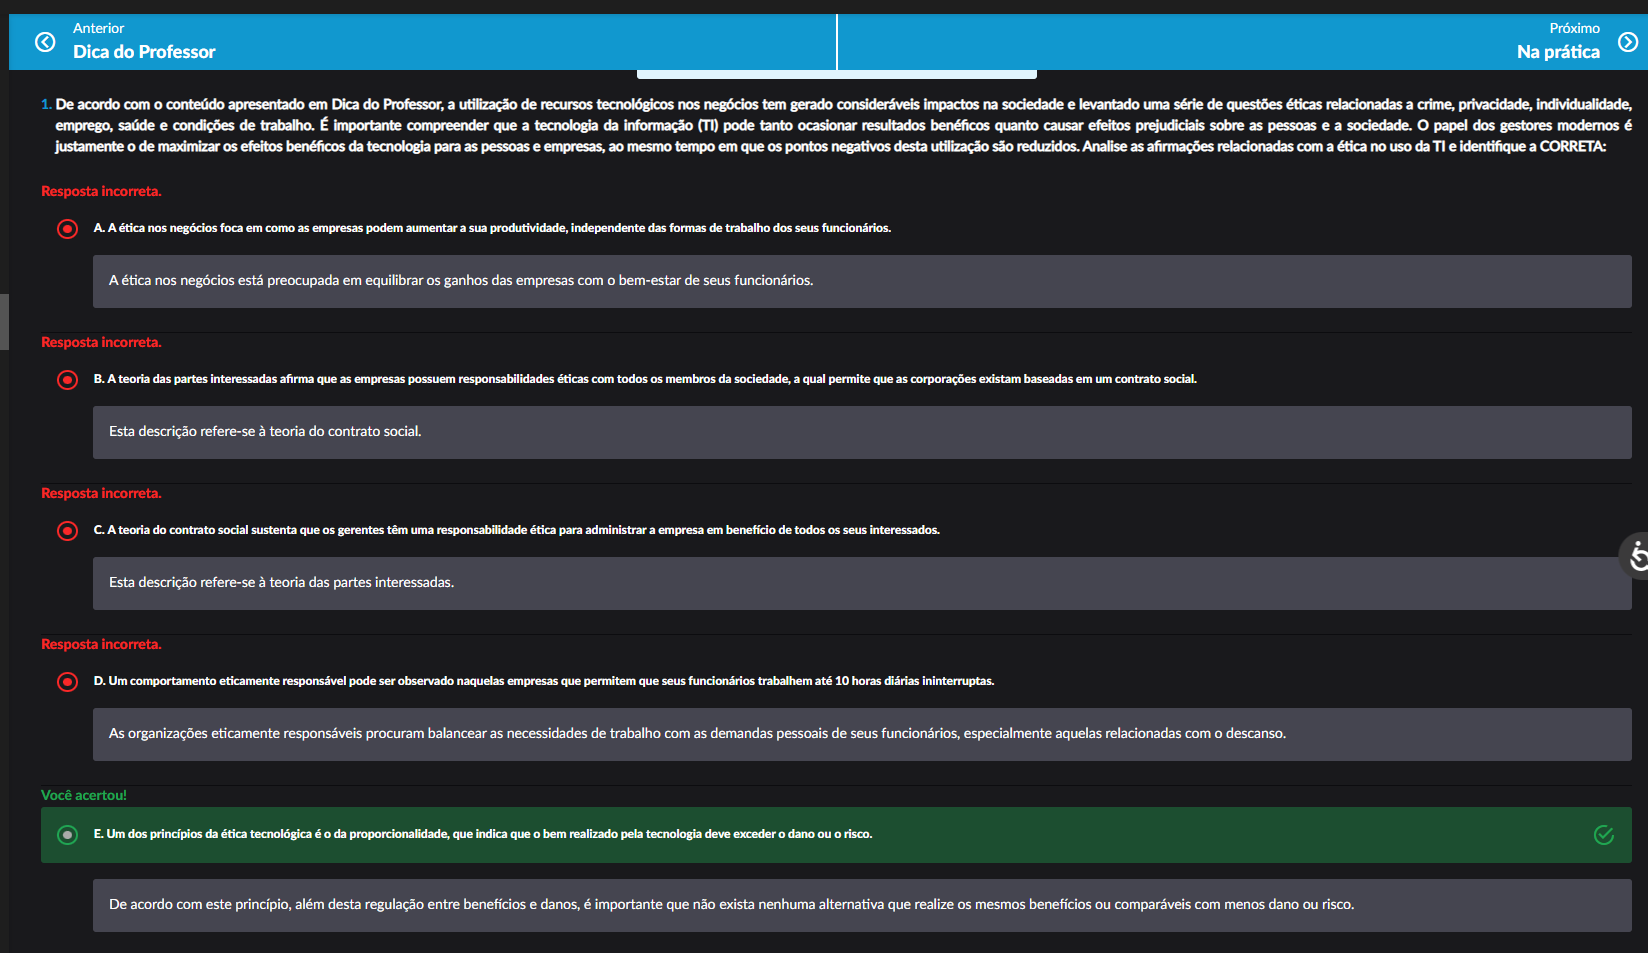 Anterior
Dica do Professor
Próximo
Na prática
1. De acordo com o conteúdo apresentado em Dica do Professor, a utilização de recursos tecnológicos nos negócios tem gerado consideráveis impactos na sociedade e levantado uma série de questões éticas relacionadas a crime, privacidade, individualidade,
emprego, saúde e condições de trabalho. É importante compreender que a tecnologia da informação (TI) pode tanto ocasionar resultados benéficos quanto causar efeitos prejudiciais sobre as pessoas e a sociedade. O papel dos gestores modernos é
justamente o de maximizar os efeitos benéficos da tecnologia para as pessoas e empresas, ao mesmo tempo em que os pontos negativos desta utilização são reduzidos. Analise as afirmações relacionadas com a ética no uso da TI e identifique a CORRETA:
Resposta incorreta.
A. A ética nos negócios foca em como as empresas podem aumentar a sua produtividade, independente das formas de trabalho dos seus funcionários.
A ética nos negócios está preocupada em equilibrar os ganhos das empresas com o bem-estar de seus funcionários.
Resposta incorreta.
B. A teoria das partes interessadas afirma que as empresas possuem responsabilidades éticas com todos os membros da sociedade, a qual permite que as corporações existam baseadas em um contrato social.
Esta descrição refere-se à teoria do contrato social.
Resposta incorreta.
C. A teoria do contrato social sustenta que os gerentes têm uma responsabilidade ética para administrar a empresa em benefício de todos os seus interessados.
Esta descrição refere-se à teoria das partes interessadas.
Resposta incorreta.
D. Um comportamento eticamente responsável pode ser observado naquelas empresas que permitem que seus funcionários trabalhem até 10 horas diárias ininterruptas.
As organizações eticamente responsáveis procuram balancear as necessidades de trabalho com as demandas pessoais de seus funcionários, especialmente aquelas relacionadas com o descanso.
Você acertou!
E. Um dos princípios da ética tecnológica é o da proporcionalidade, que indica que o bem realizado pela tecnologia deve exceder o dano ou o risco.
De acordo com este princípio, além desta regulação entre benefícios e danos, é importante que não exista nenhuma alternativa que realize os mesmos benefícios ou comparáveis com menos dano ou risco.